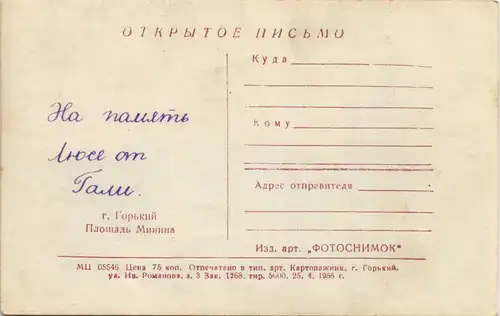 ОТКРЫТОЕ ПИСЬМО
На память
Люсе от
Гали.
г. Горький
Площадь Минина
Куда
Кому
Адрес отправителя
Изд. арт. „ФОТОСНИМОК“
МЦ 05546 Цена 75 коп. Отпечатано в тип. арт. Картонажник, г. Горький.
ул. Ив. Романова, д. 3 Зак. 1268. тир. 5000. 25. 4. 1956 г.